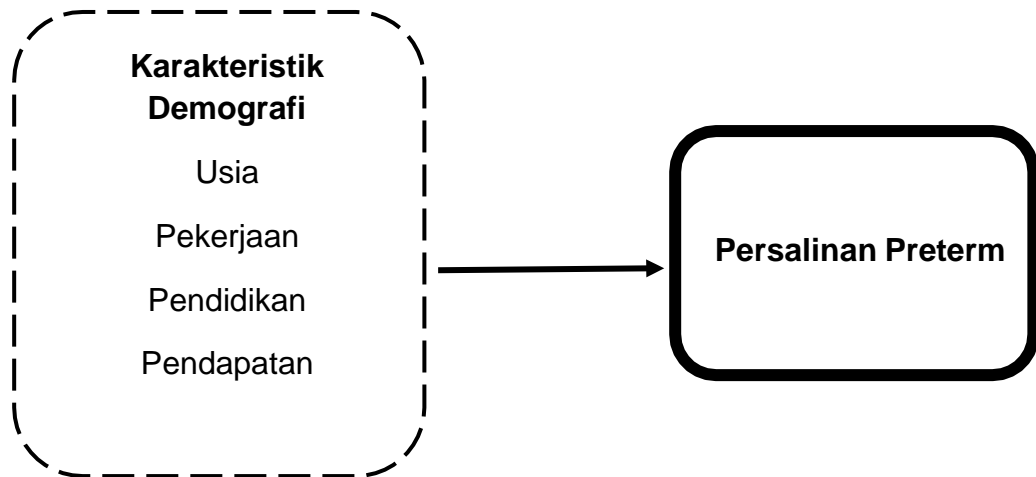 Karakteristik
Demografi
Usia
Pekerjaan
Pendidikan
Pendapatan
Persalinan Preterm